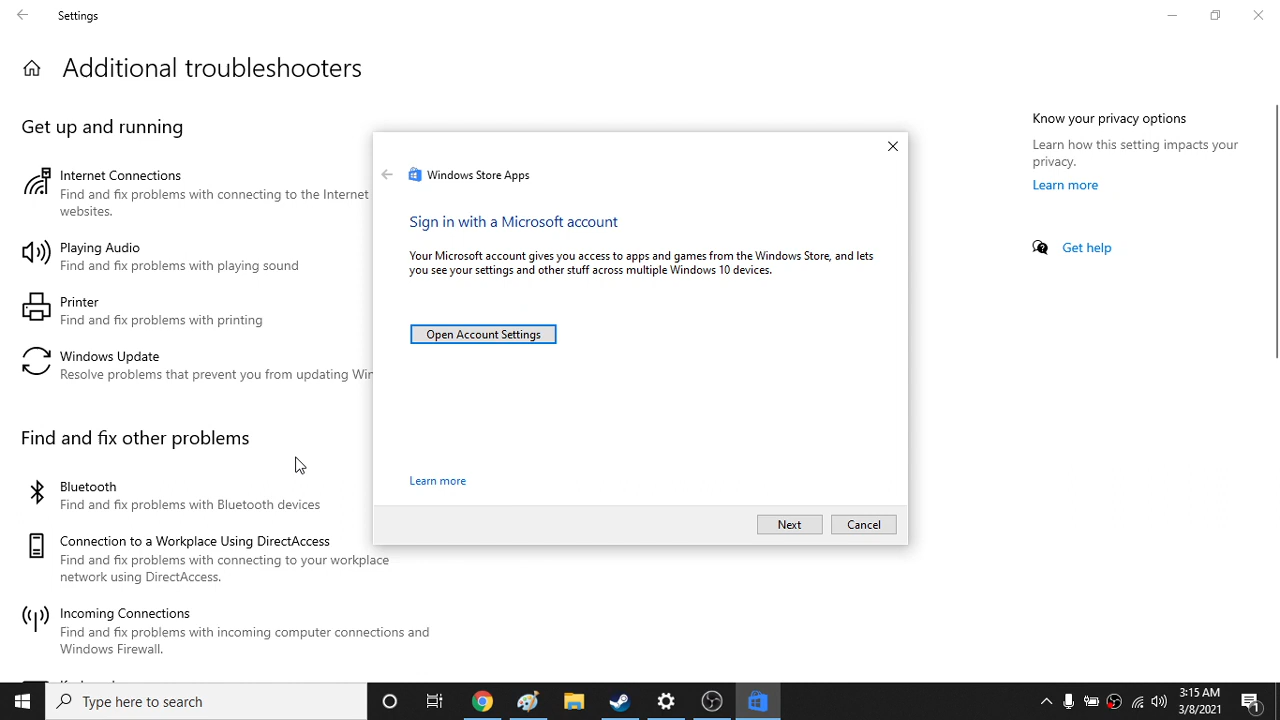 Settings
Additional troubleshooters
Get up and running
Internet Connections
Find and fix problems with connecting to the Internet
websites.
Playing Audio
Find and fix problems with playing sound
Printer
Find and fix problems with printing
Windows Update
Resolve problems that prevent you from updating Win
Find and fix other problems
Bluetooth
Find and fix problems with Bluetooth devices
Connection to a Workplace Using DirectAccess
Find and fix problems with connecting to your workplace
network using DirectAccess.
Incoming Connections
Find and fix problems with incoming computer connections and
Windows Firewall.
Windows Store Apps
Sign in with a Microsoft account
Your Microsoft account gives you access to apps and games from the Windows Store, and lets
you see your settings and other stuff across multiple Windows 10 devices.
Open Account Settings
Learn more
Next
Cancel
Know your privacy options
Learn how this setting impacts your
privacy.
Learn more
Get help
Type here to search
3:15 AM
3/8/2021
1